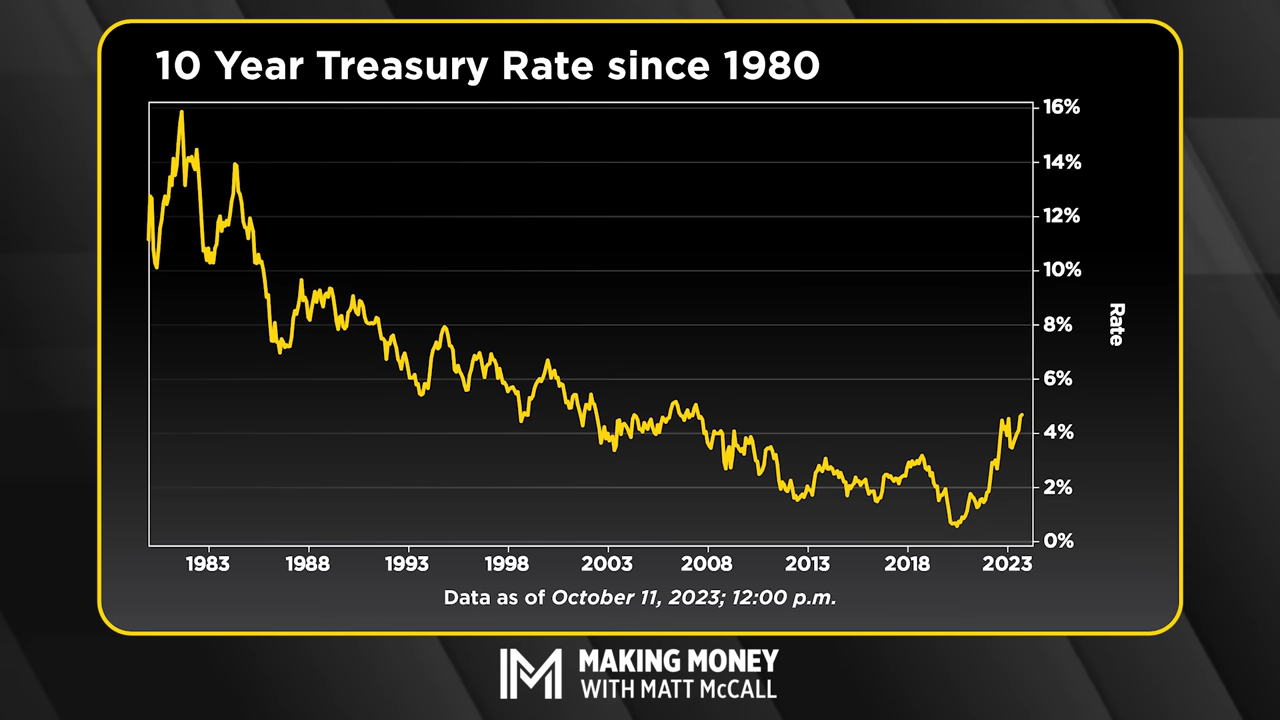 10 Year Treasury Rate since 1980
16%
14%
12%
10%
8%
6%
4%
2%
0%
Rate
1983 1988 1993 1998 2003 2008 2013 2018 2023
Data as of October 11, 2023; 12:00 p.m.
MAKING MONEY
WITH MATT McCALL